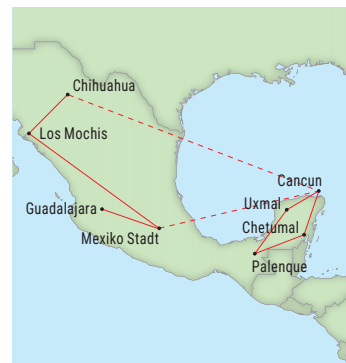 Chihuahua
Los Mochis
Cancun
Uxmal
Guadalajara
Chetumal
Mexiko Stadt
Palenque